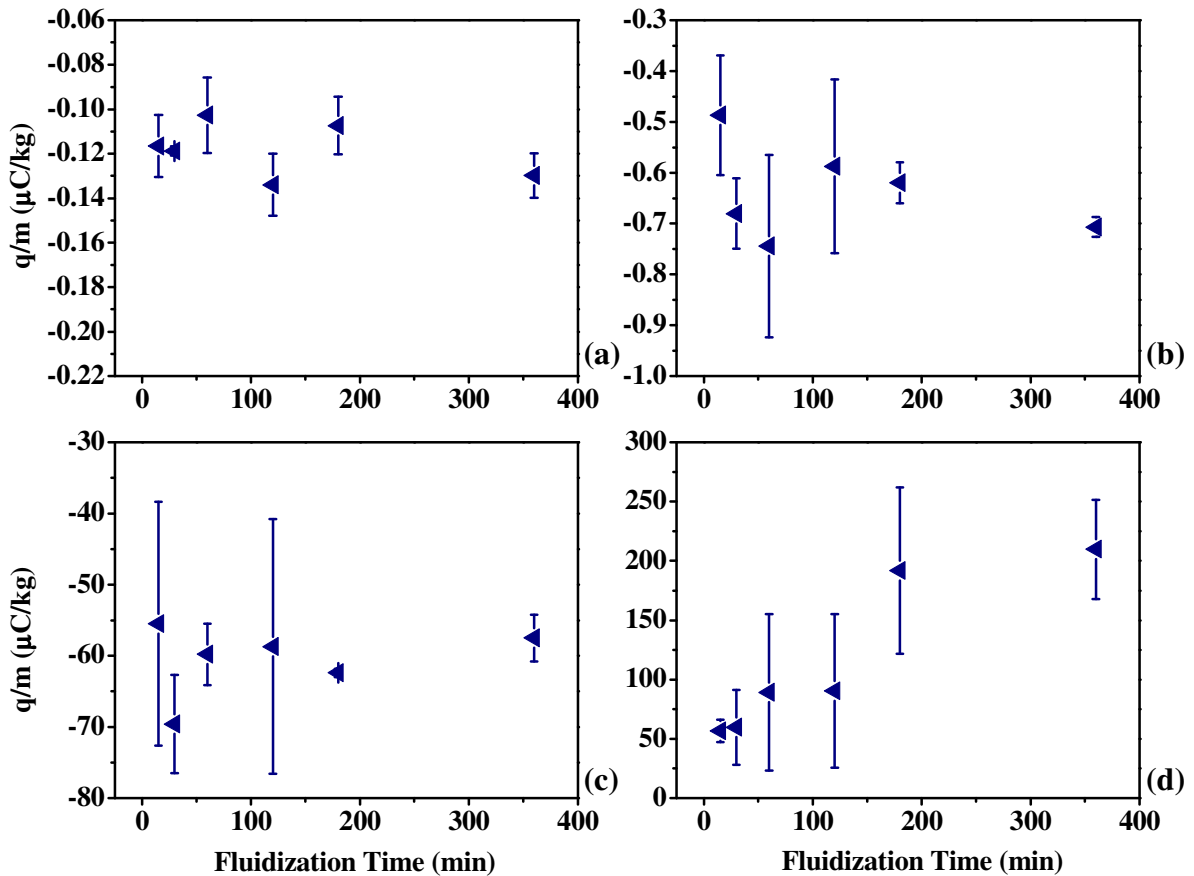 -0.06
-0.08
-0.10
-0.12
-0.14
-0.16
-0.18
-0.20
-0.22
q/m (µC/kg)
0 100 200 300 400
(a)
-0.3
-0.4
-0.5
-0.6
-0.7
-0.8
-0.9
-1.0
0 100 200 300 400
(b)
-30
-40
-50
-60
-70
-80
q/m (µC/kg)
0 100 200 300 400
(c)
Fluidization Time (min)
300
250
200
150
100
50
0
0 100 200 300 400
(d)
Fluidization Time (min)